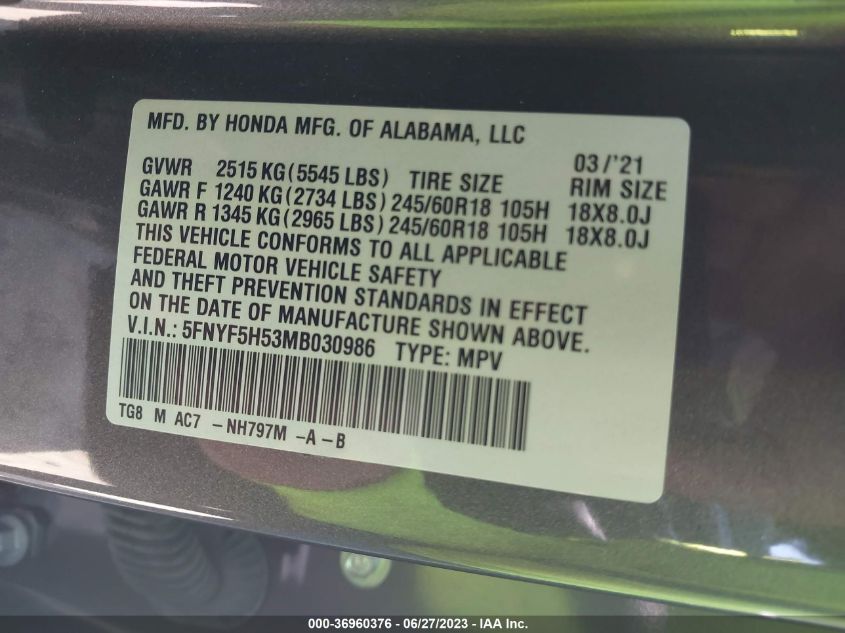 MFD. BY HONDA MFG. OF ALABAMA, LLC
03/'21
GVWR 2515 KG(5545 LBS) TIRE SIZE RIM SIZE
GAWR F 1240 KG(2734 LBS) 245/60R18 105H 18X8.0J
GAWR R 1345 KG(2965 LBS) 245/60R18 105H 18X8.0J
THIS VEHICLE CONFORMS TO ALL APPLICABLE
FEDERAL MOTOR VEHICLE SAFETY
AND THEFT PREVENTION STANDARDS IN EFFECT
ON THE DATE OF MANUFACTURE SHOWN ABOVE.
V.I.N.: 5FNYF5H53MB030986 TYPE: MPV
TG8 M AC7 -NH797M -A-B
000-36960376 - 06/27/2023 - IAA Inc.